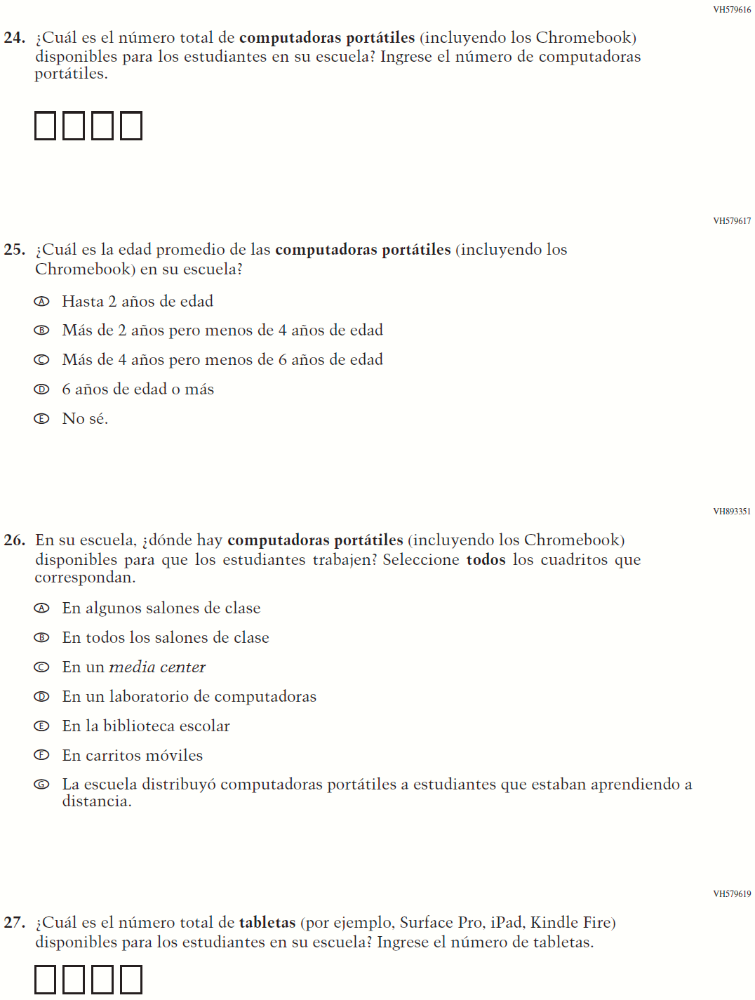 VH579616
24. ¿Cuál es el número total de computadoras portátiles (incluyendo los Chromebook)
disponibles para los estudiantes en su escuela? Ingrese el número de computadoras
portátiles.
VH579617
25. ¿Cuál es la edad promedio de las computadoras portátiles (incluyendo los
Chromebook) en su escuela?
A Hasta 2 años de edad
B Más de 2 años pero menos de 4 años de edad
C Más de 4 años pero menos de 6 años de edad
D 6 años de edad o más
E No sé.
VH893351
26. En su escuela, ¿dónde hay computadoras portátiles (incluyendo los Chromebook)
disponibles para que los estudiantes trabajen? Seleccione todos los cuadritos que
correspondan.
A En algunos salones de clase
B En todos los salones de clase
C En un media center
D En un laboratorio de computadoras
E En la biblioteca escolar
F En carritos móviles
G La escuela distribuyó computadoras portátiles a estudiantes que estaban aprendiendo a
distancia.
VH579619
27. ¿Cuál es el número total de tabletas (por ejemplo, Surface Pro, iPad, Kindle Fire)
disponibles para los estudiantes en su escuela? Ingrese el número de tabletas.